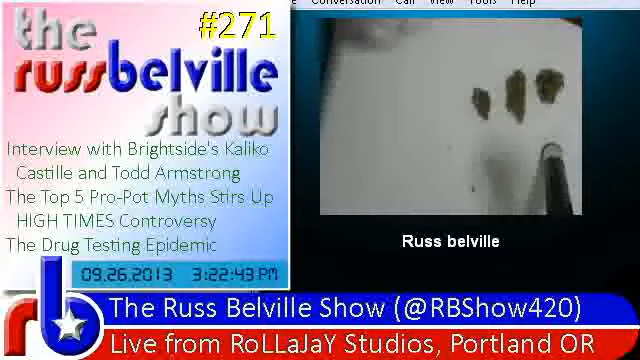 #271
the
russbelville
show
Interview with Brightside's Kaliko
Castille and Todd Armstrong
The Top 5 Pro-Pot Myths Stirs Up
HIGH TIMES Controversy
The Drug Testing Epidemic
09.26.2013 3:22:43 PM
Conversation Call View Tools Help
Russ belville
rb
The Russ Belville Show (@RBShow420)
Live from RoLLaJaY Studios, Portland OR